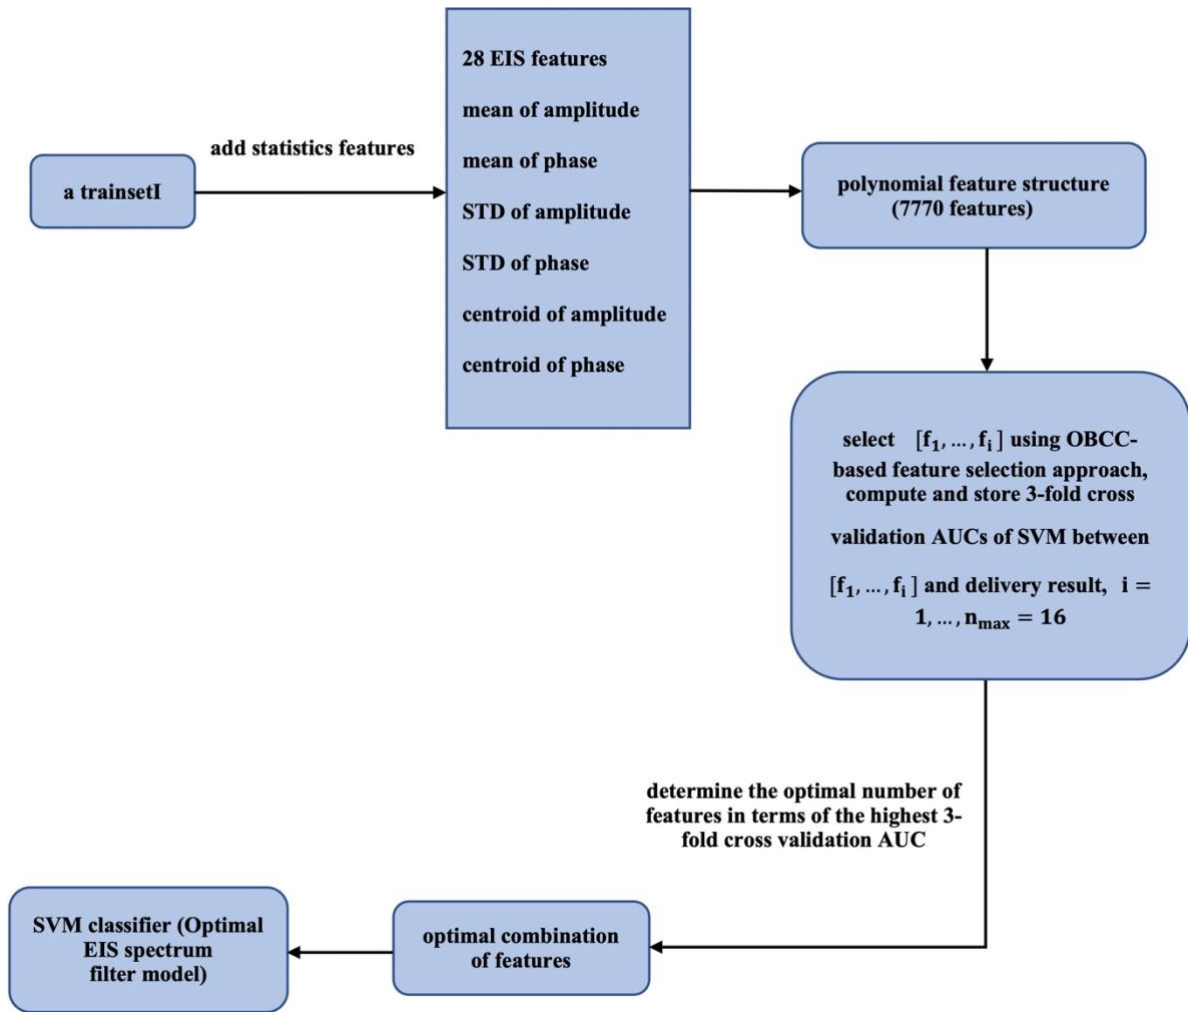 a trainsetI
add statistics features
28 EIS features
mean of amplitude
mean of phase
STD of amplitude
STD of phase
centroid of amplitude
centroid of phase
polynomial feature structure
(7770 features)
select [f₁, …, fᵢ] using OBCC-
based feature selection approach,
compute and store 3-fold cross
validation AUCs of SVM between
[f₁, …, fᵢ] and delivery result, i =
1, …, nₘₐₓ = 16
determine the optimal number of
features in terms of the highest 3-
fold cross validation AUC
optimal combination
of features
SVM classifier (Optimal
EIS spectrum
filter model)